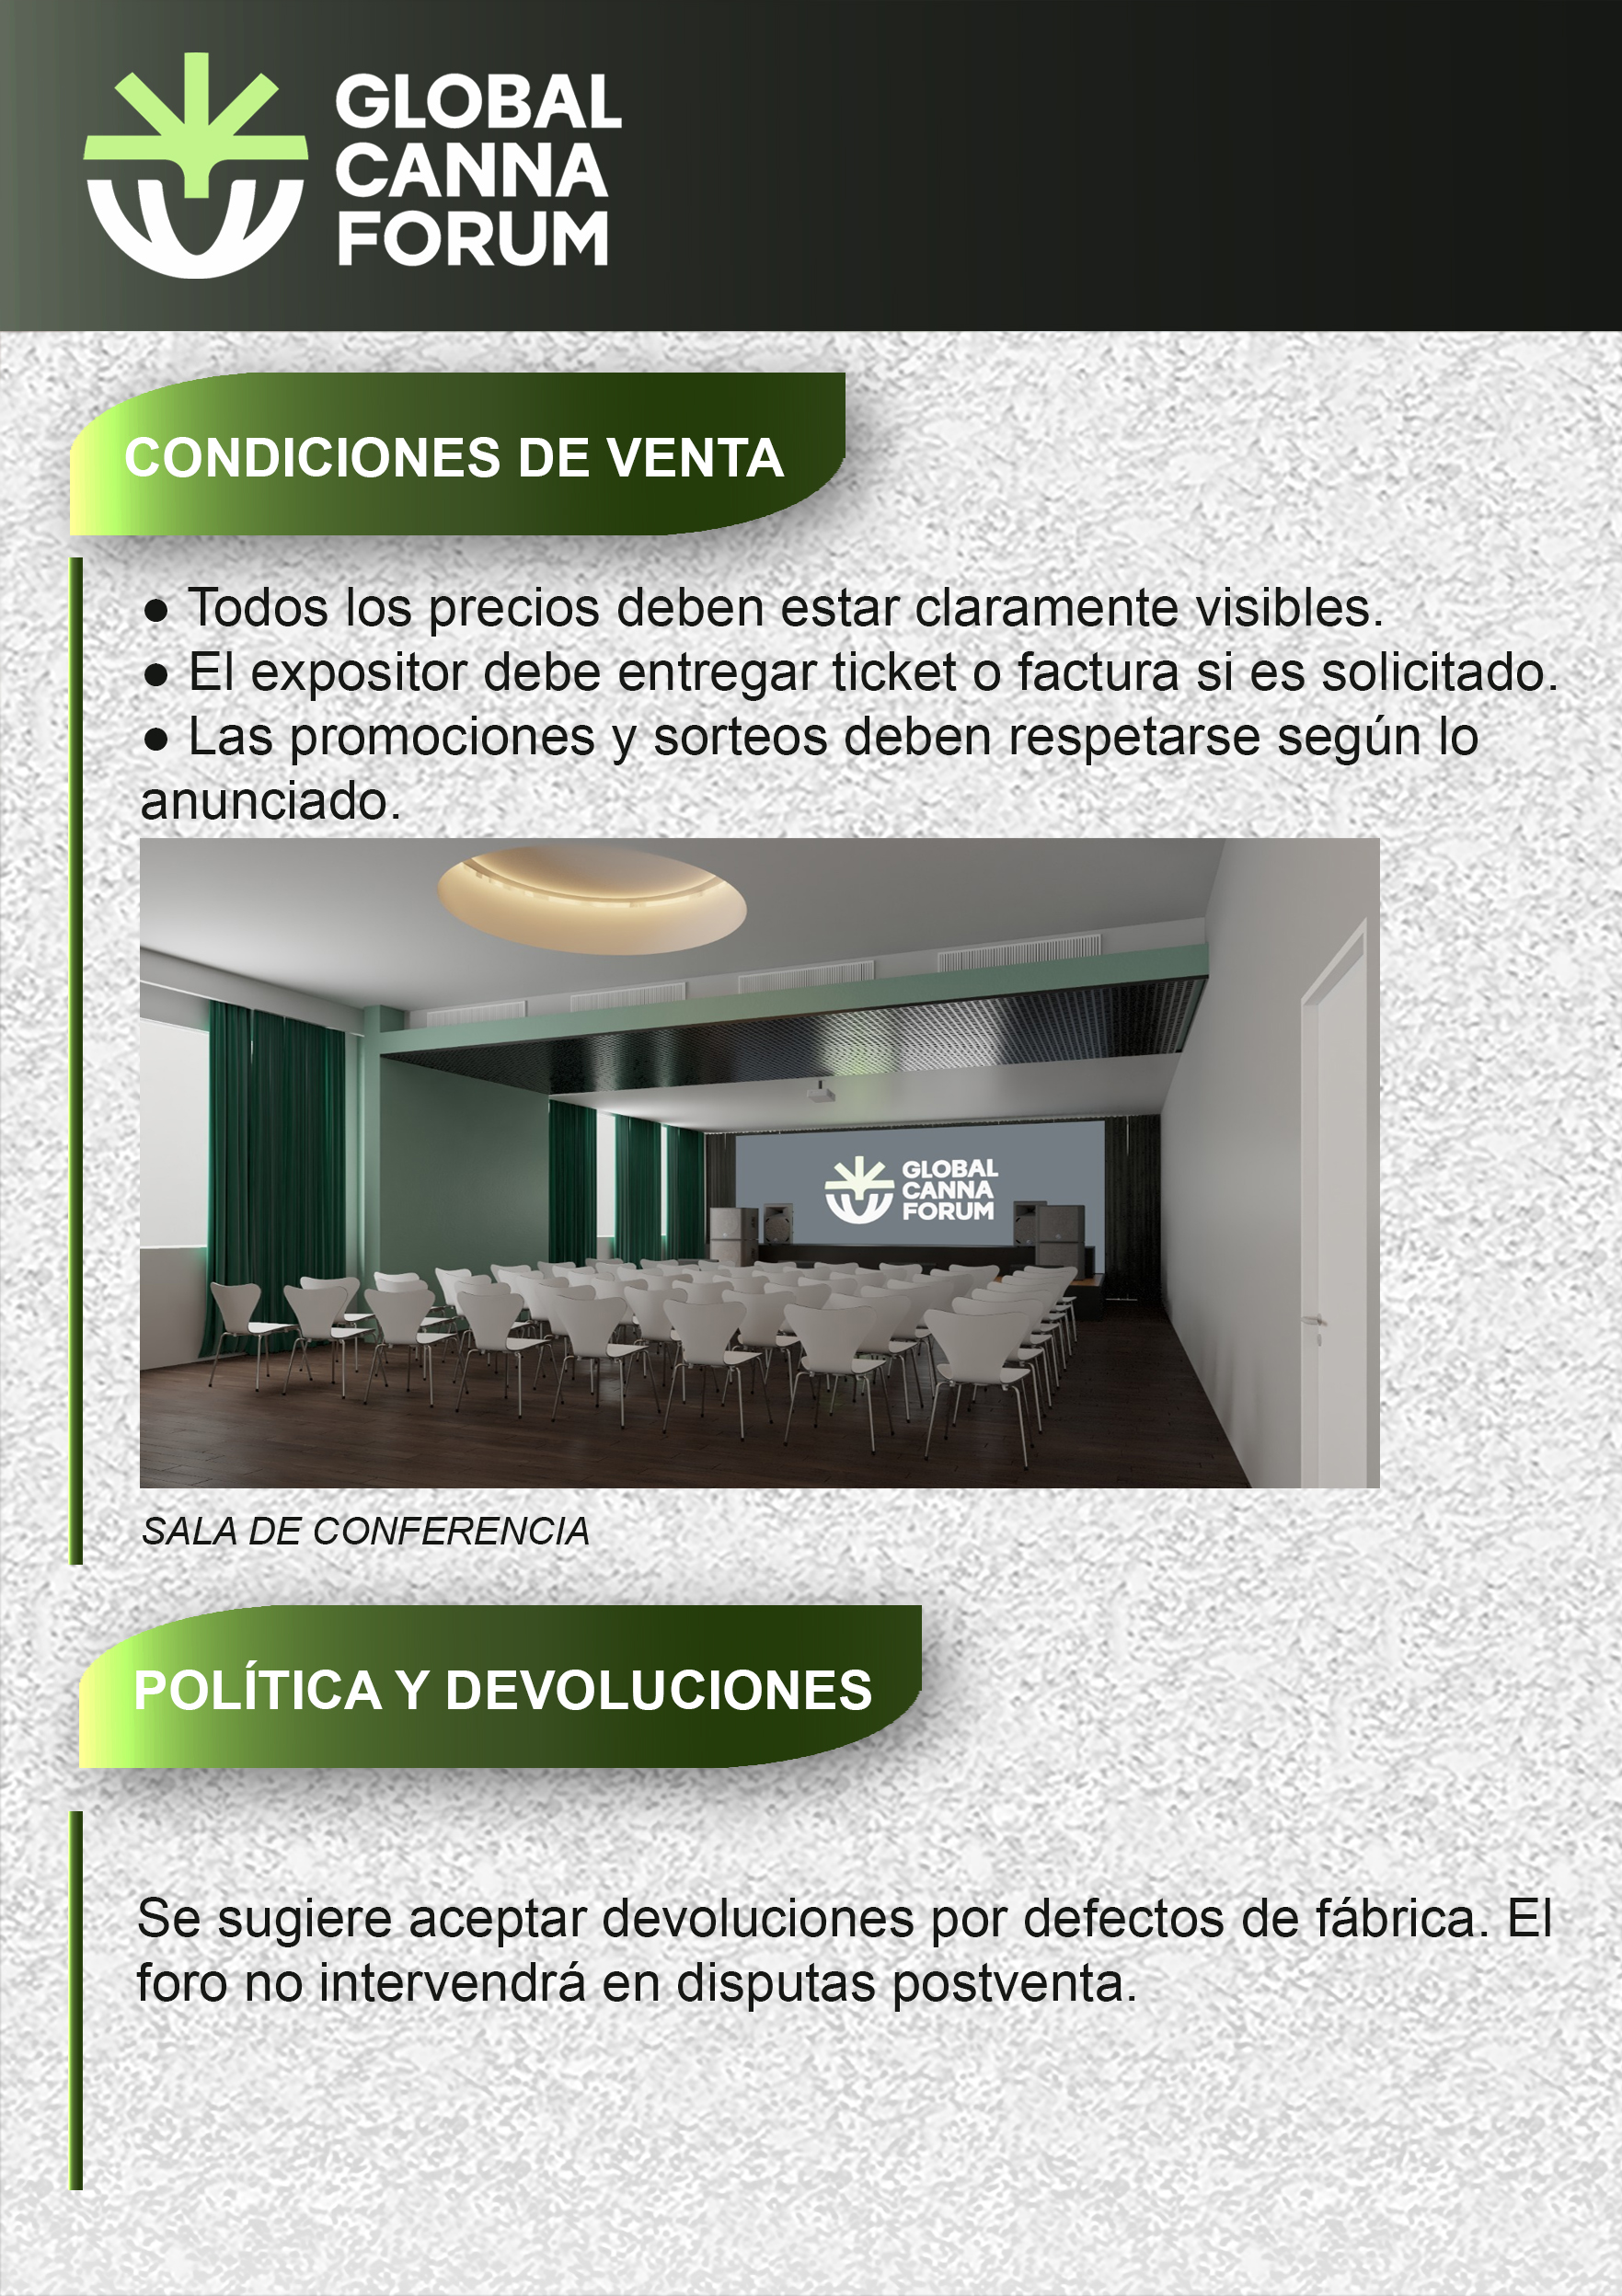 GLOBAL
CANNA
FORUM
CONDICIONES DE VENTA
● Todos los precios deben estar claramente visibles.
● El expositor debe entregar ticket o factura si es solicitado.
● Las promociones y sorteos deben respetarse según lo
anunciado.
GLOBAL
CANNA
FORUM
SALA DE CONFERENCIA
POLÍTICA Y DEVOLUCIONES
Se sugiere aceptar devoluciones por defectos de fábrica. El
foro no intervendrá en disputas postventa.